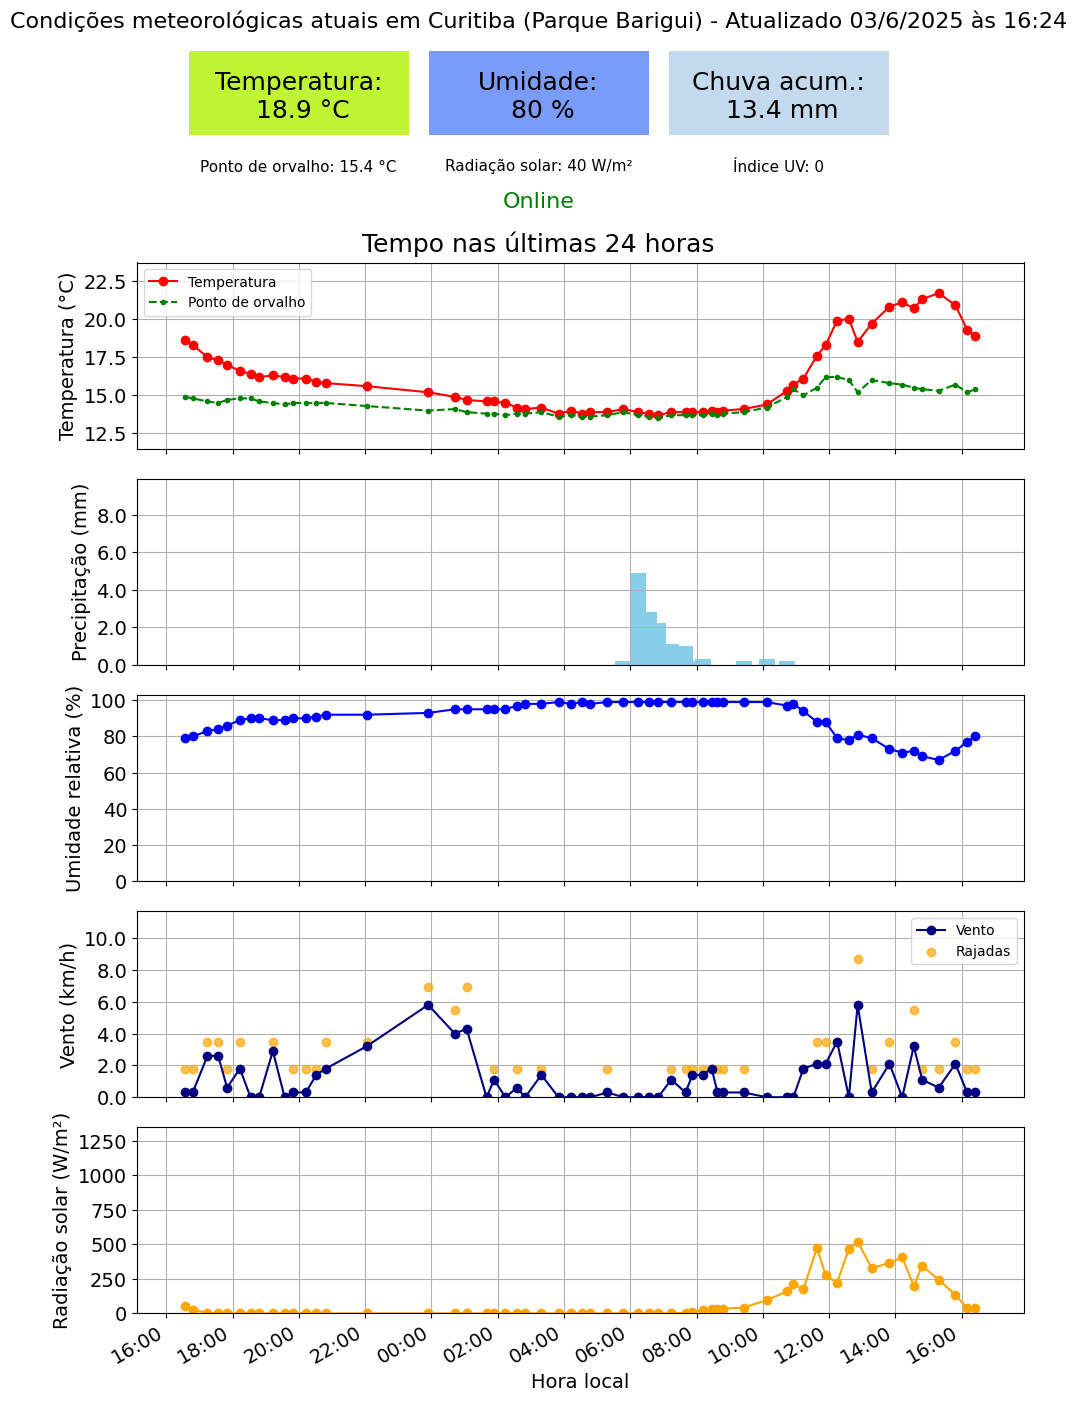 Condições meteorológicas atuais em Curitiba (Parque Barigui) - Atualizado 03/6/2025 às 16:24
Temperatura:
18.9 °C
Umidade:
80 %
Chuva acum.:
13.4 mm
Ponto de orvalho: 15.4 °C
Radiação solar: 40 W/m²
Índice UV: 0
Online
Tempo nas últimas 24 horas
Temperatura (°C)
22.5
20.0
17.5
15.0
12.5
Temperatura
Ponto de orvalho
Precipitação (mm)
8.0
6.0
4.0
2.0
0.0
Umidade relativa (%)
100
80
60
40
20
0
Vento (km/h)
10.0
8.0
6.0
4.0
2.0
0.0
Vento
Rajadas
Radiação solar (W/m²)
1250
1000
750
500
250
0
16:00
18:00
20:00
22:00
00:00
02:00
04:00
06:00
08:00
10:00
12:00
14:00
16:00
Hora local